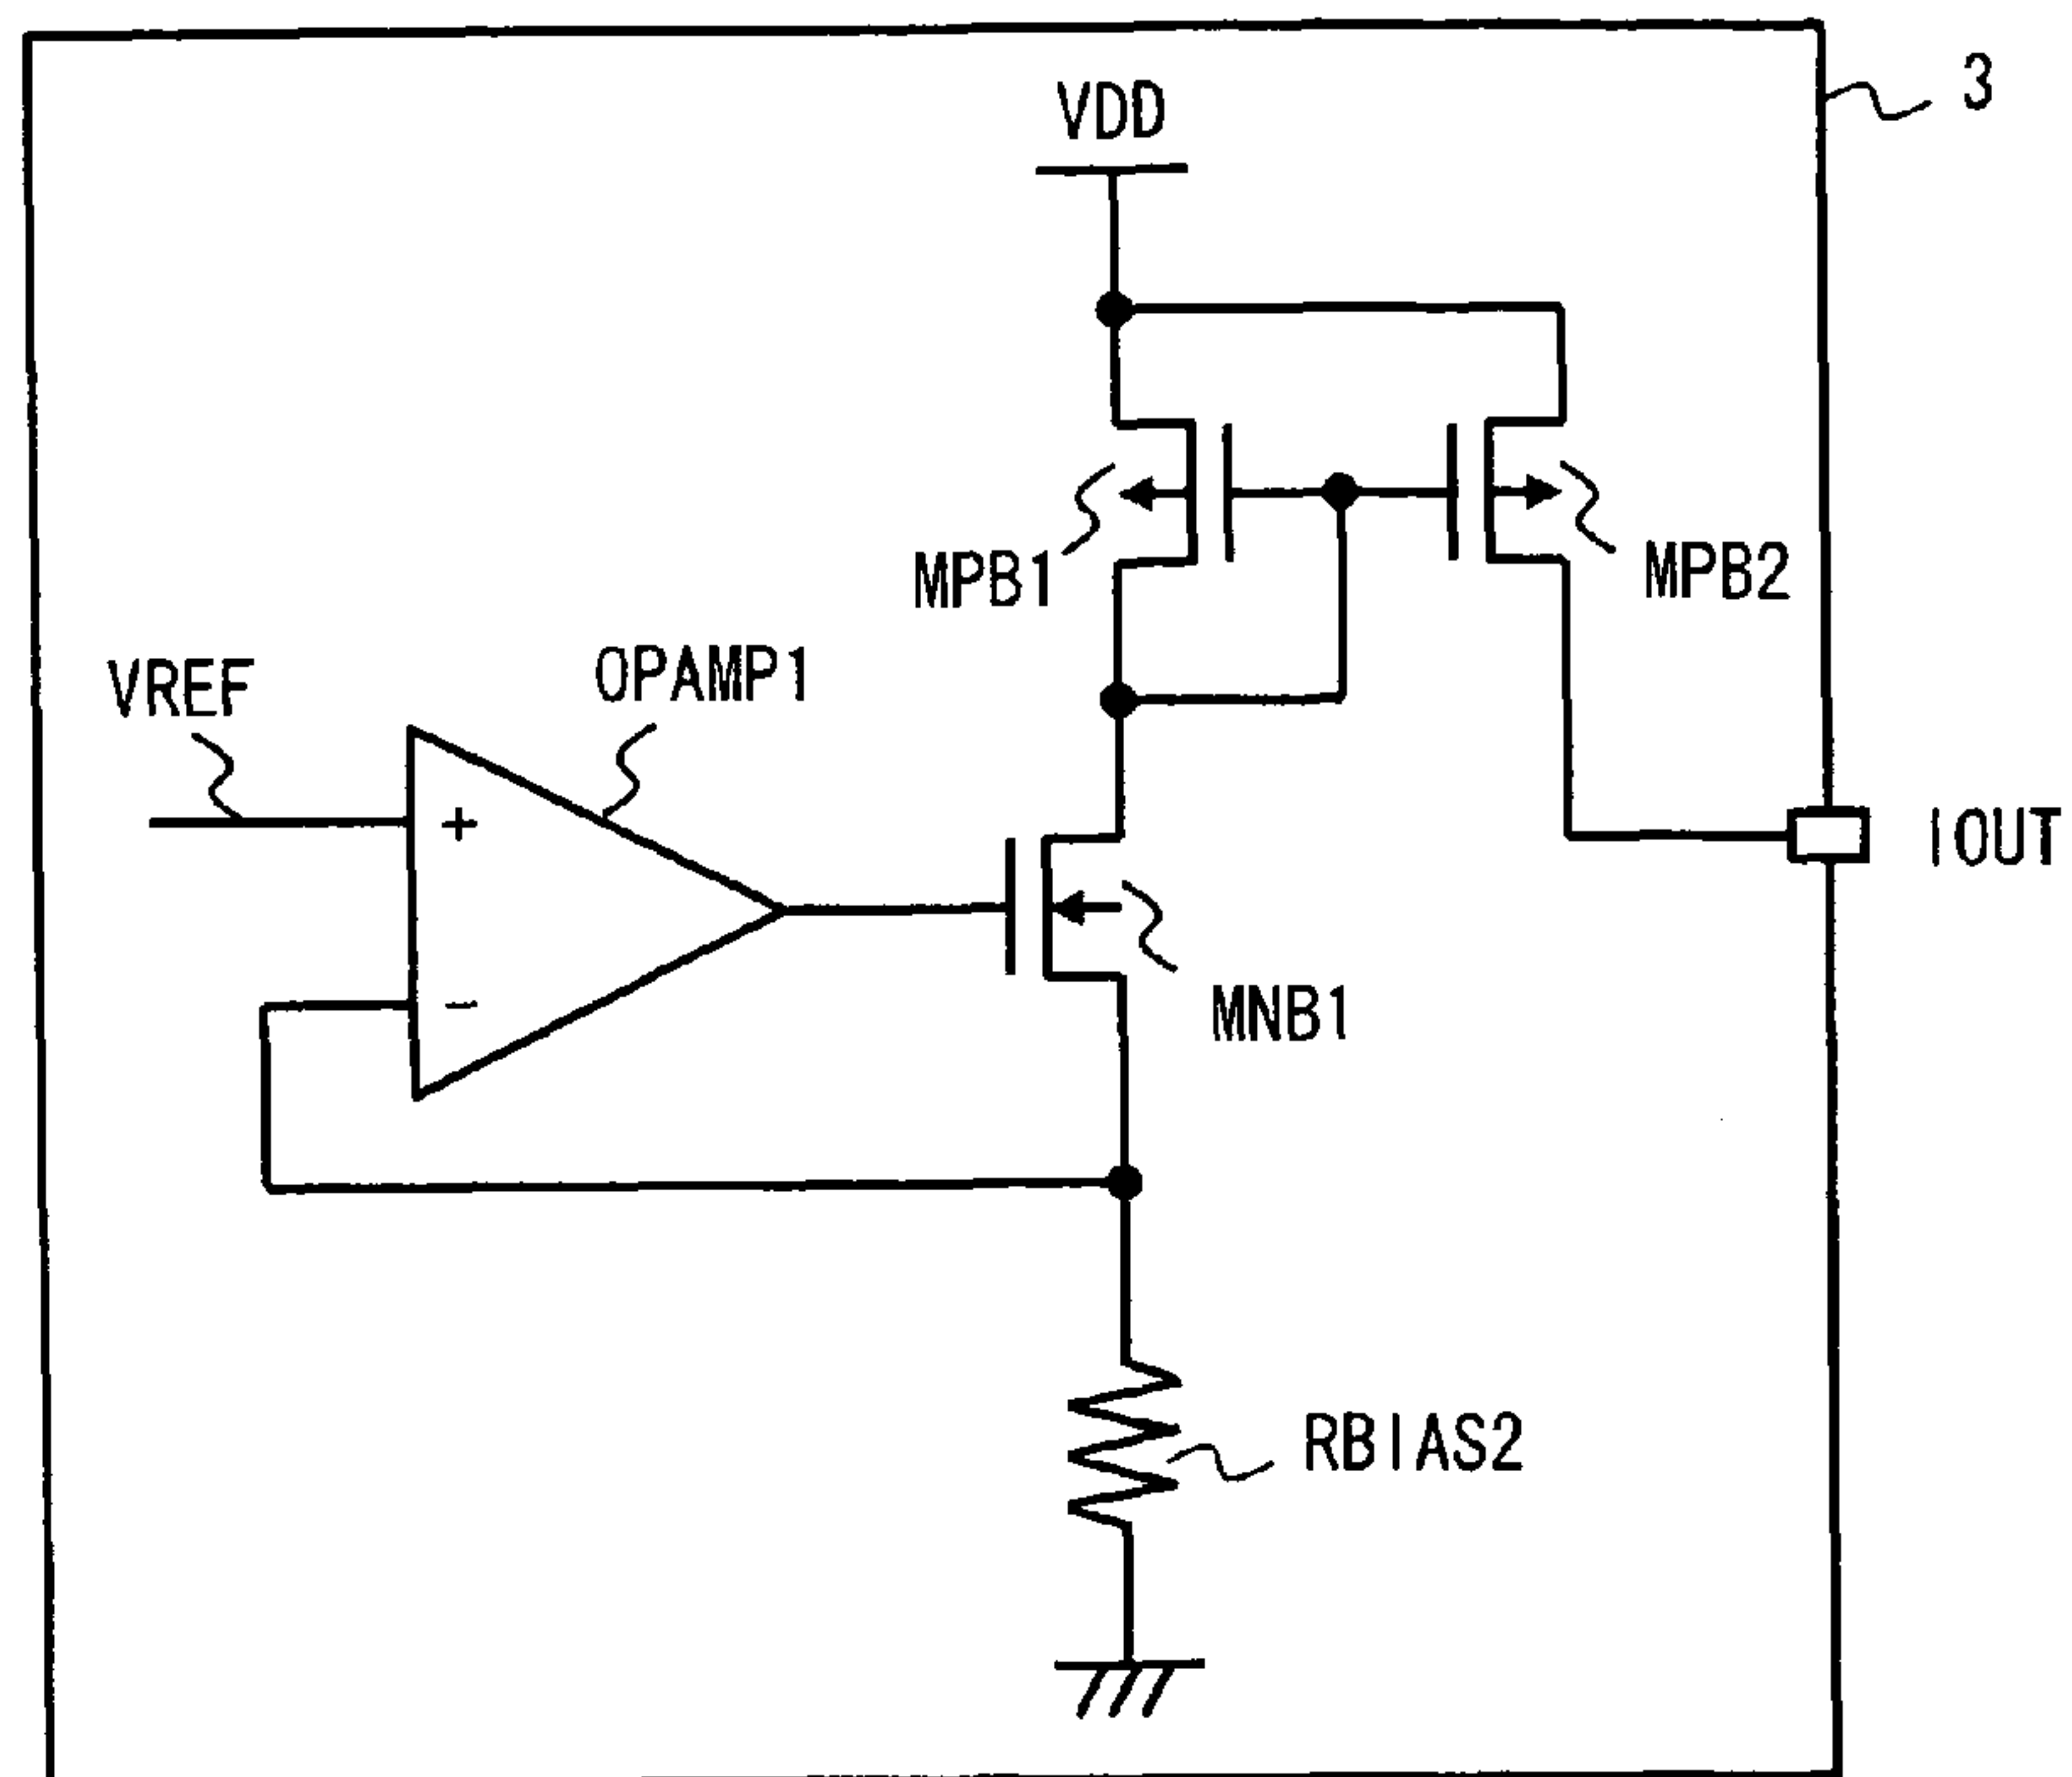 3
VDD
MPB1
MPB2
VREF
OPAMP1
+
IOUT
-
MNB1
RBIAS2